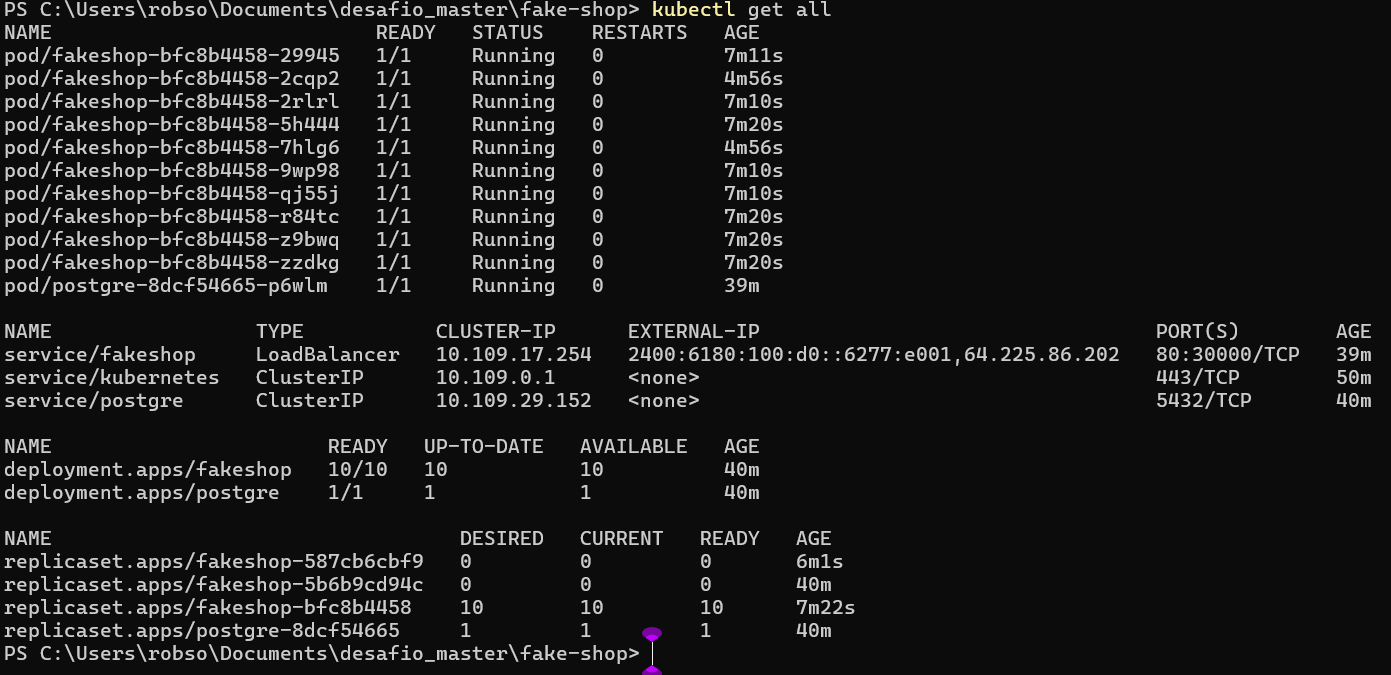 PS C:\Users\robso\Documents\desafio_master\fake-shop> kubectl get all
NAME READY STATUS RESTARTS AGE
pod/fakeshop-bfc8b4458-29945 1/1 Running 0 7m11s
pod/fakeshop-bfc8b4458-2cqp2 1/1 Running 0 4m56s
pod/fakeshop-bfc8b4458-2rlrl 1/1 Running 0 7m10s
pod/fakeshop-bfc8b4458-5h444 1/1 Running 0 7m20s
pod/fakeshop-bfc8b4458-7hlg6 1/1 Running 0 4m56s
pod/fakeshop-bfc8b4458-9wp98 1/1 Running 0 7m10s
pod/fakeshop-bfc8b4458-qj55j 1/1 Running 0 7m10s
pod/fakeshop-bfc8b4458-r84tc 1/1 Running 0 7m20s
pod/fakeshop-bfc8b4458-z9bwq 1/1 Running 0 7m20s
pod/fakeshop-bfc8b4458-zzdkg 1/1 Running 0 7m20s
pod/postgre-8dcf54665-p6wlm 1/1 Running 0 39m
NAME TYPE CLUSTER-IP EXTERNAL-IP PORT(S) AGE
service/fakeshop LoadBalancer 10.109.17.254 2400:6180:100:d0::6277:e001,64.225.86.202 80:30000/TCP 39m
service/kubernetes ClusterIP 10.109.0.1 <none> 443/TCP 50m
service/postgre ClusterIP 10.109.29.152 <none> 5432/TCP 40m
NAME READY UP-TO-DATE AVAILABLE AGE
deployment.apps/fakeshop 10/10 10 10 40m
deployment.apps/postgre 1/1 1 1 40m
NAME DESIRED CURRENT READY AGE
replicaset.apps/fakeshop-587cb6cbf9 0 0 0 6m1s
replicaset.apps/fakeshop-5b6b9cd94c 0 0 0 40m
replicaset.apps/fakeshop-bfc8b4458 10 10 10 7m22s
replicaset.apps/postgre-8dcf54665 1 1 1 40m
PS C:\Users\robso\Documents\desafio_master\fake-shop>